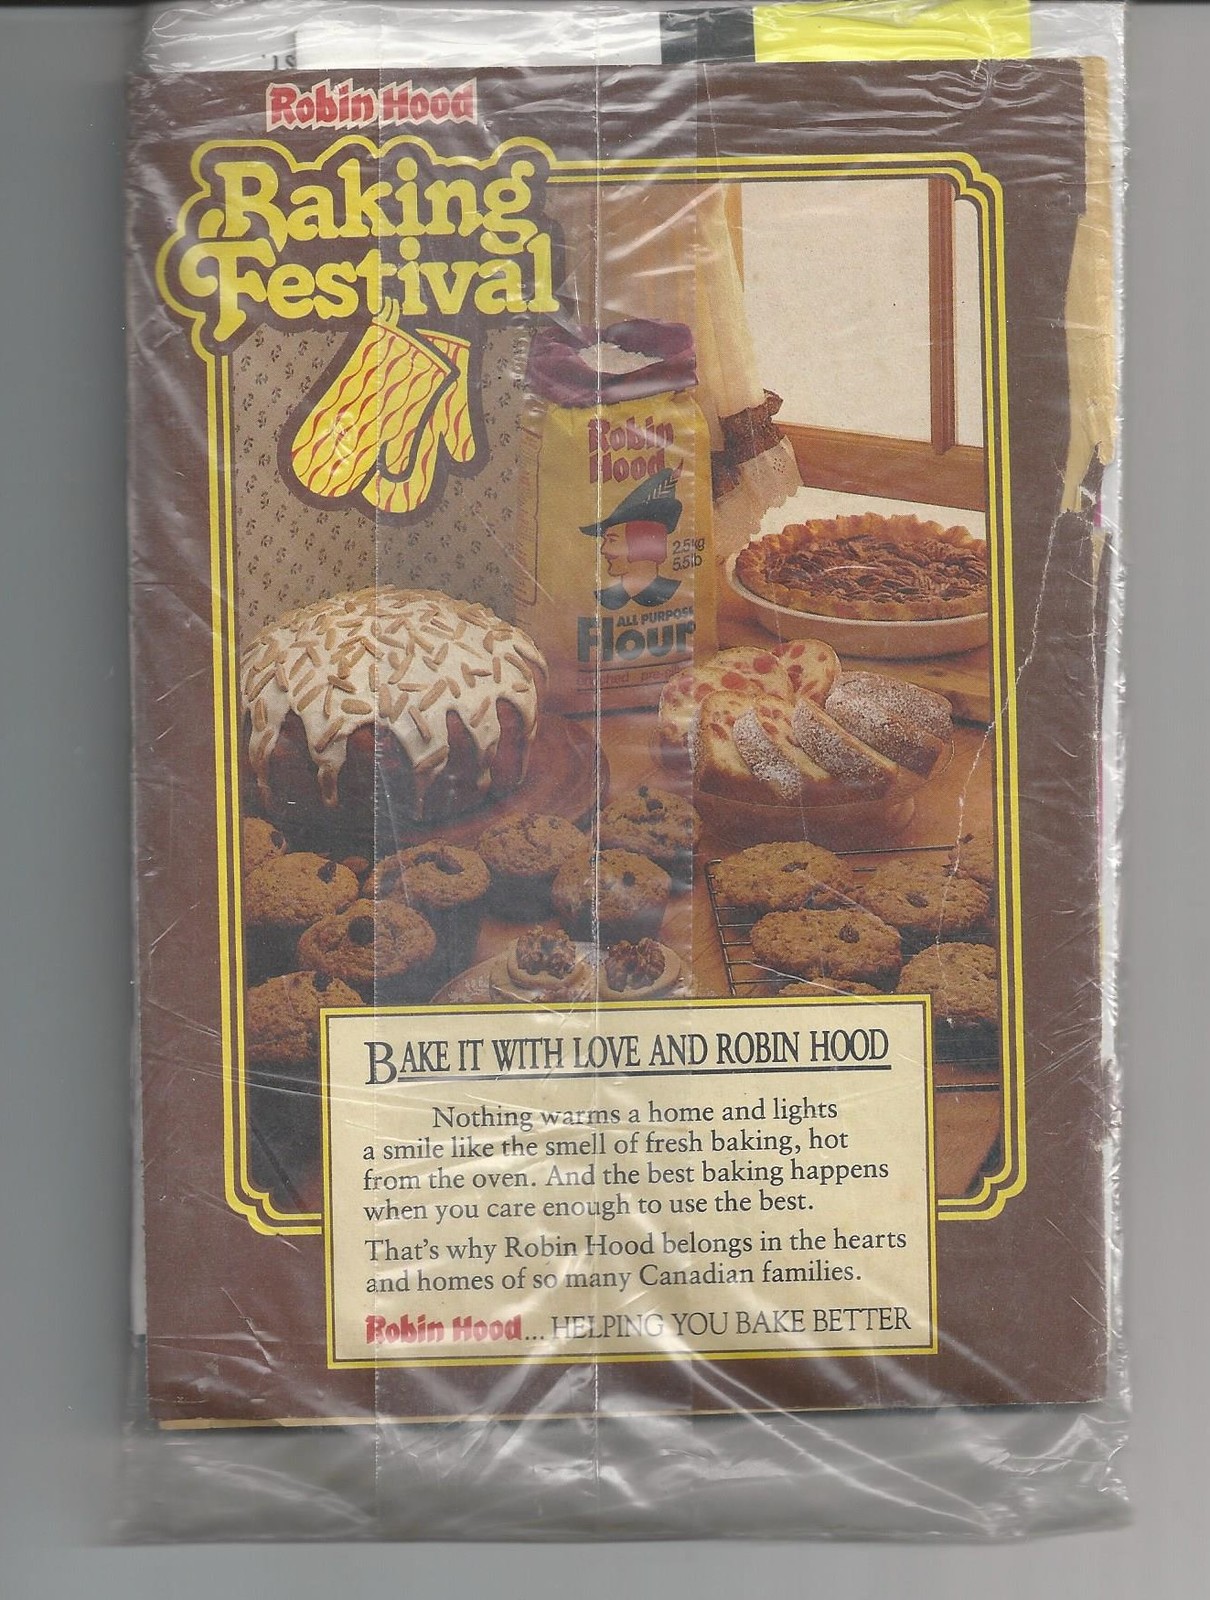 Robin Hood
Baking
Festival
Robin
Hood
2.5kg
5.5lb
ALL PURPOSE
Flour
BAKE IT WITH LOVE AND ROBIN HOOD
Nothing warms a home and lights
a smile like the smell of fresh baking, hot
from the oven. And the best baking happens
when you care enough to use the best.
That's why Robin Hood belongs in the hearts
and homes of so many Canadian families.
Robin Hood... HELPING YOU BAKE BETTER